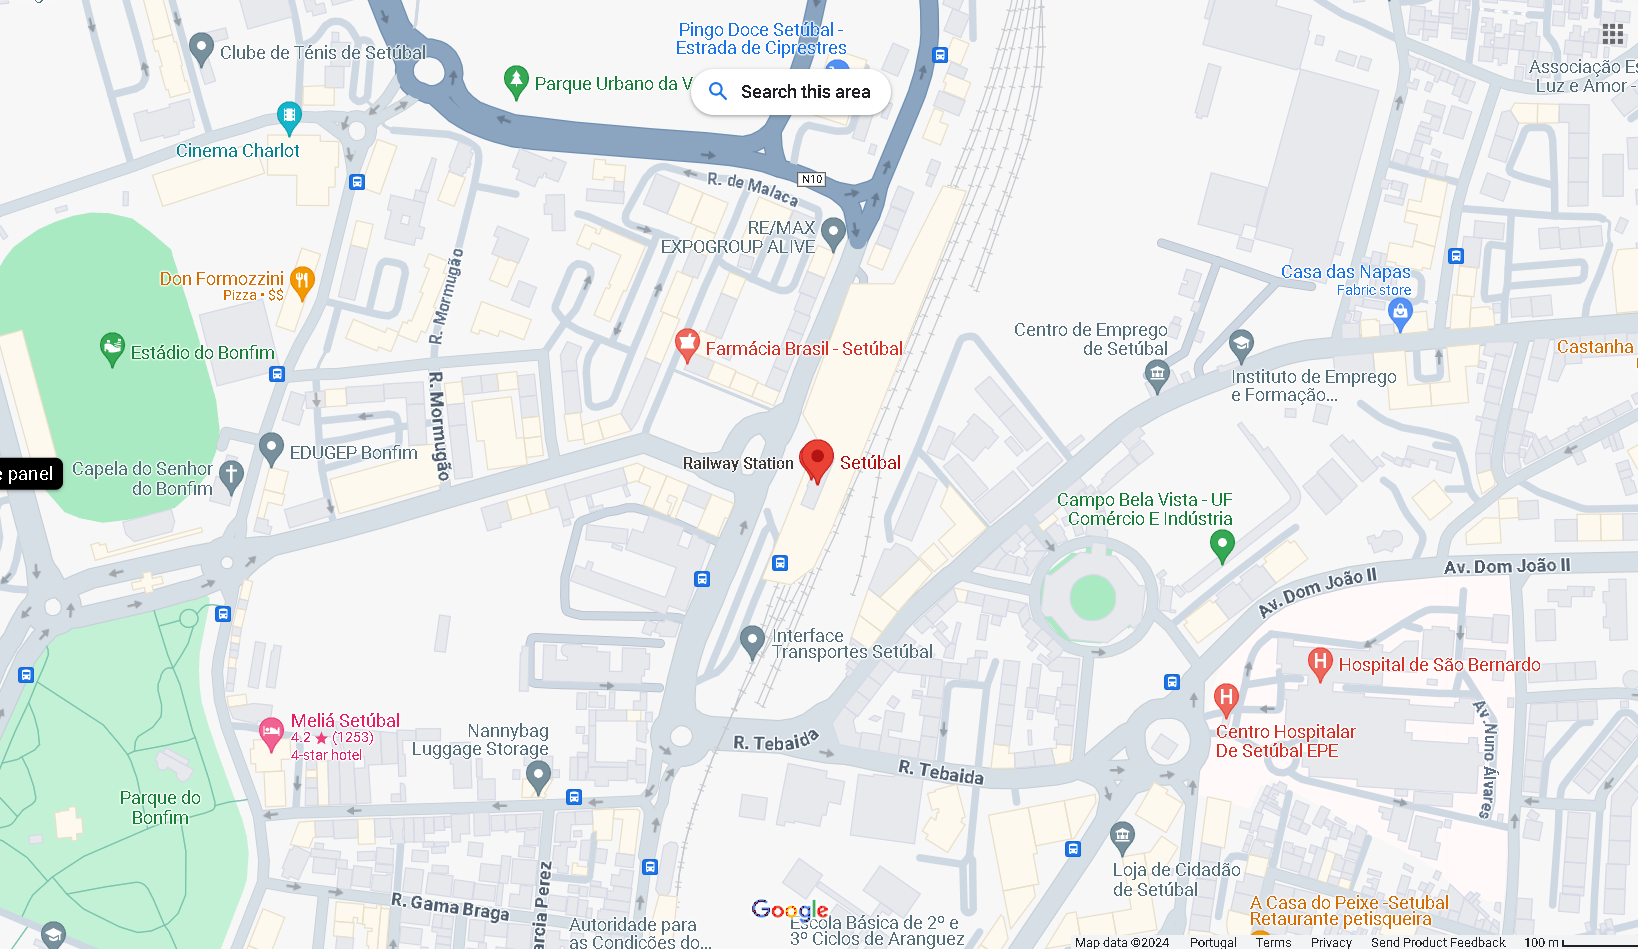 Pingo Doce Setúbal -
Estrada de Ciprestres
Clube de Ténis de Setúbal
Parque Urbano da V
Search this area
Associação Es
Luz e Amor -
Cinema Charlot
R. de Malaca
N10
RE/MAX
EXPOGROUP ALIVE
Don Formozzini
Pizza • $$
R. Mormugão
Casa das Napas
Fabric store
Estádio do Bonfim
Farmácia Brasil - Setúbal
Centro de Emprego
de Setúbal
Castanha
Instituto de Emprego
e Formação...
R. Mormugão
EDUGEP Bonfim
e panel
Capela do Senhor
do Bonfim
Railway Station
Setúbal
Campo Bela Vista - UF
Comércio E Indústria
Av. Dom João II
Av. Dom João II
Interface
Transportes Setúbal
Hospital de São Bernardo
Meliá Setúbal
4.2 ★ (1253)
4-star hotel
Nannybag
Luggage Storage
R. Tebaida
R. Tebaida
Centro Hospitalar
De Setúbal EPE
Av. Nuno Álvares
Parque do
Bonfim
Loja de Cidadão
de Setúbal
R. Gama Braga
arcia Perez
Autoridade para
as Condições do...
Google
Escola Básica de 2º e
3º Ciclos de Aranguez
A Casa do Peixe -Setubal
Retaurante petisqueira
Map data ©2024
Portugal
Terms
Privacy
Send Product Feedback
100 m